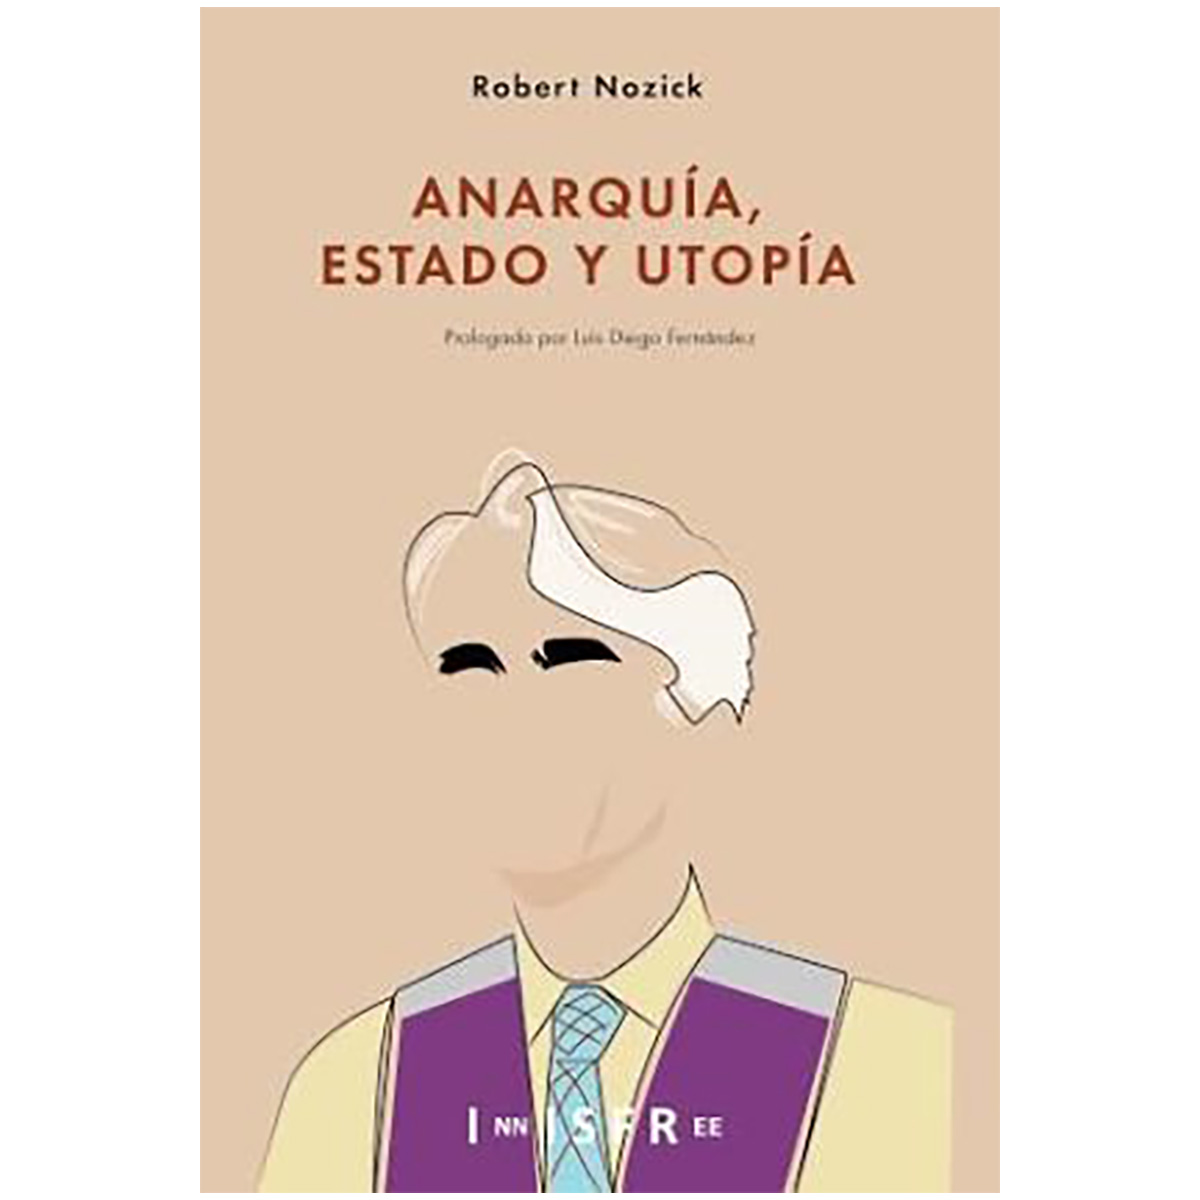 Robert Nozick
ANARQUÍA,
ESTADO Y UTOPÍA
Prologado por Luis Diego Fernández
INNISFREE